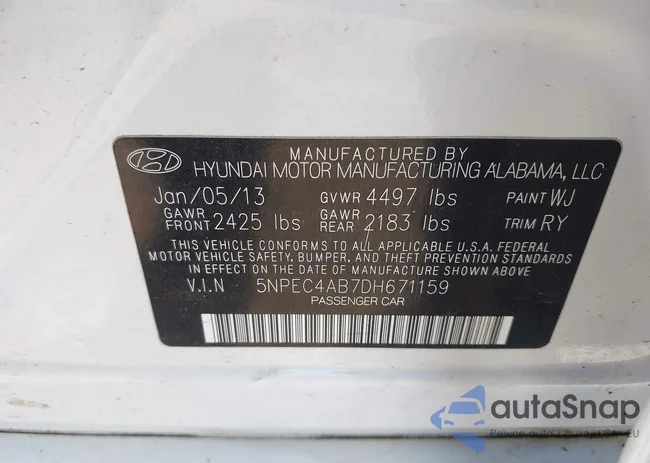 MANUFACTURED BY
HYUNDAI MOTOR MANUFACTURING ALABAMA, LLC
Jan/05/13 GVWR 4497 lbs PAINT WJ
GAWR FRONT 2425 lbs GAWR REAR 2183 lbs TRIM RY
THIS VEHICLE CONFORMS TO ALL APPLICABLE U.S.A. FEDERAL
MOTOR VEHICLE SAFETY, BUMPER, AND THEFT PREVENTION STANDARDS
IN EFFECT ON THE DATE OF MANUFACTURE SHOWN ABOVE.
V.I.N 5NPEC4AB7DH671159
PASSENGER CAR
autaSnap